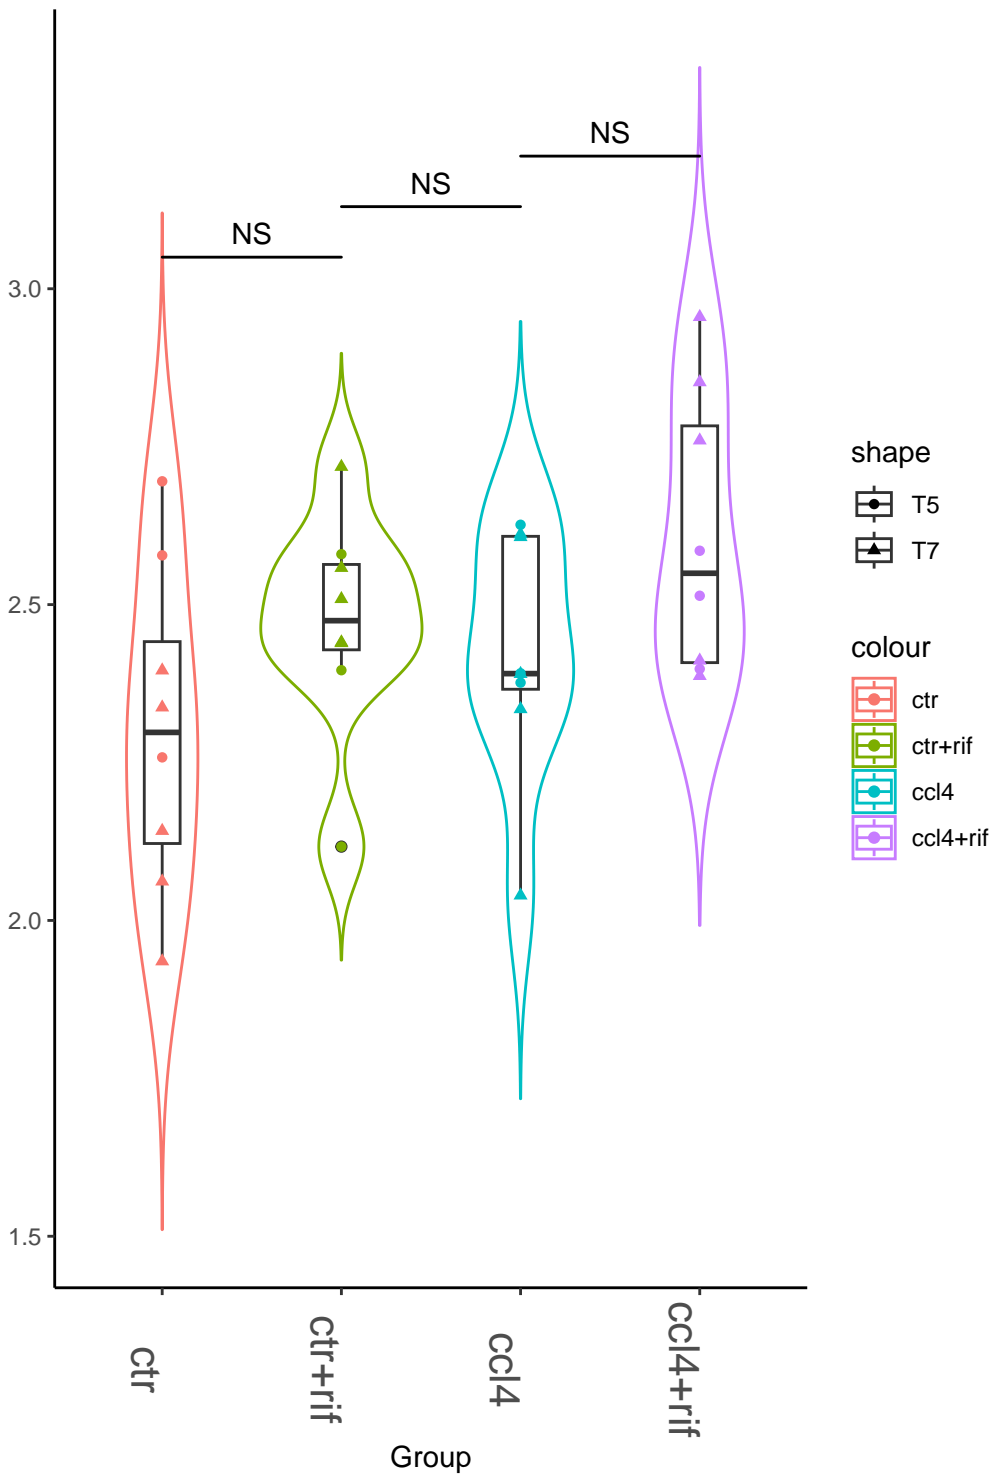 NS
NS
NS
3.0
2.5
2.0
1.5
ctr
ctr+rif
ccl4
ccl4+rif
Group
shape
T5
T7
colour
ctr
ctr+rif
ccl4
ccl4+rif